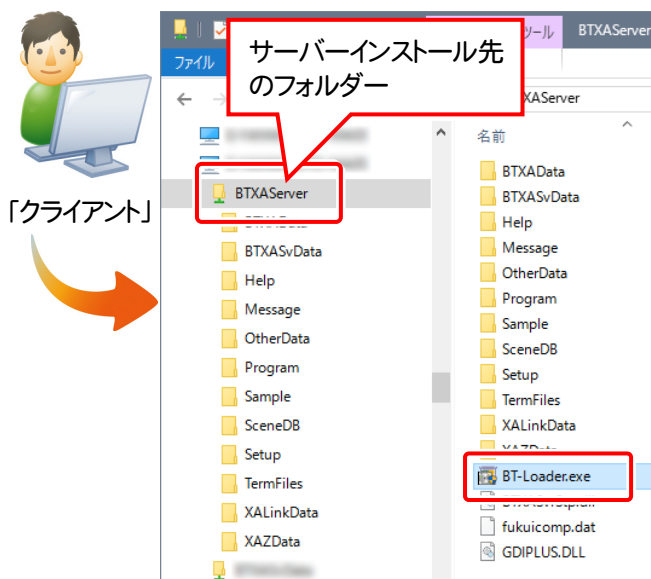 サーバーインストール先
のフォルダー
ール
BTXAServer
ファイル
XAServer
「クライアント」
BTXAServer
BTXASvData
Help
Message
OtherData
Program
Sample
SceneDB
Setup
TermFiles
XALinkData
XAZData
名前
BTXAData
BTXASvData
Help
Message
OtherData
Program
Sample
SceneDB
Setup
TermFiles
XALinkData
BT-Loader.exe
fukuicomp.dat
GDIPLUS.DLL